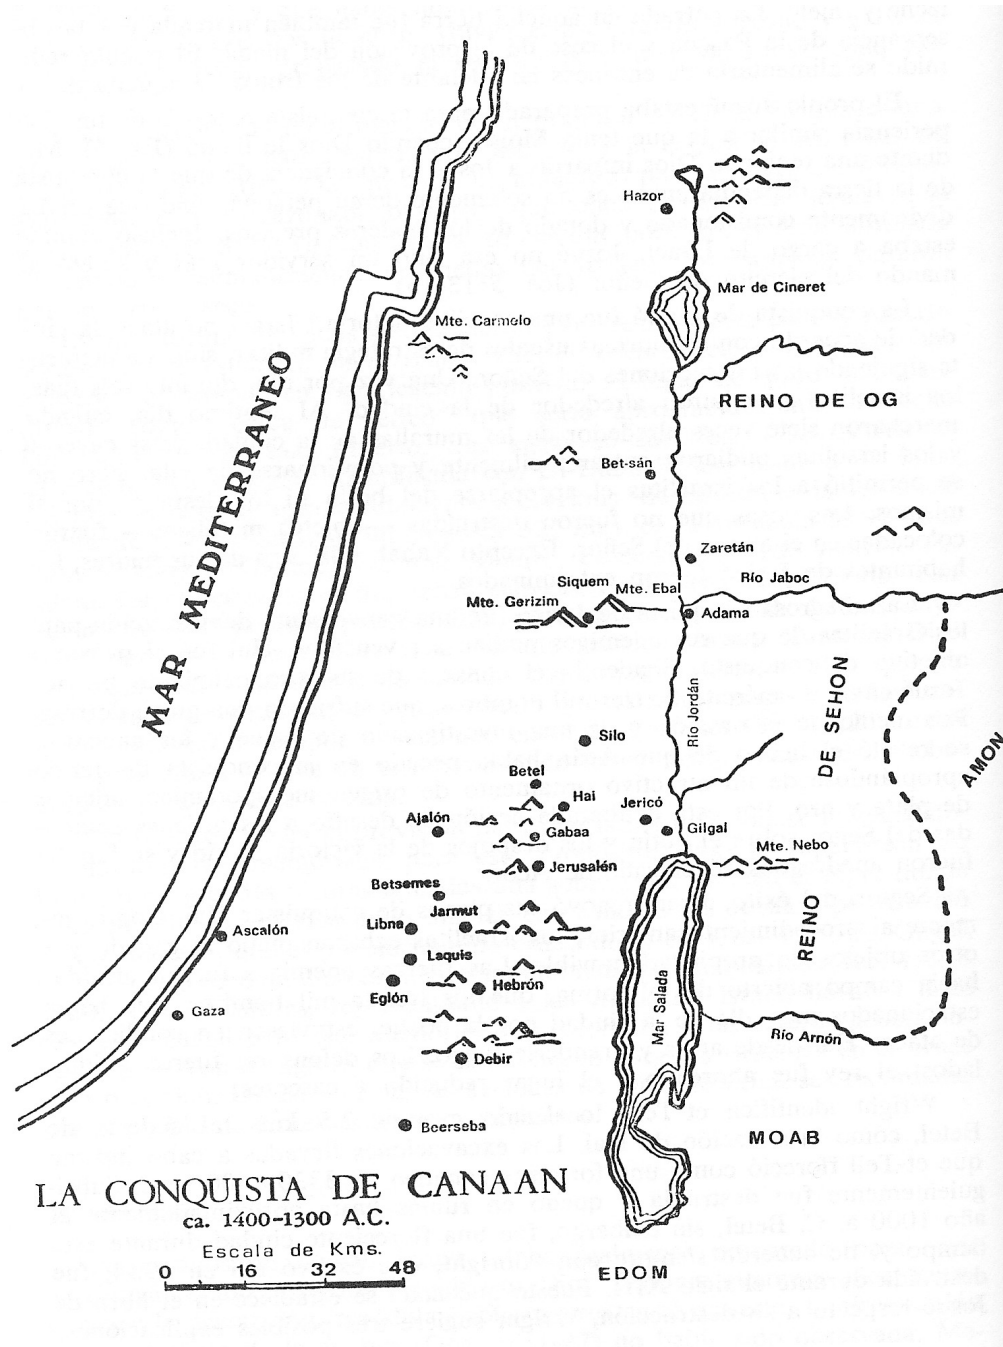 Hazor
Mar de Cineret
Mte. Carmelo
MAR MEDITERRANEO
REINO DE OG
Bet-sán
Zaretán
Siquem
Mte. Ebal
Río Jaboc
Mte. Gerizim
Adama
Río Jordán
REINO DE SEHON
AMON
Silo
Betel
Hai
Jericó
Ajalón
Gabaa
Gilgal
Jerusalén
Mte. Nebo
Betsemes
Jarmut
Libna
Ascalón
Laquis
Hebrón
Eglón
Mar Salada
Gaza
Río Arnón
Debir
Beerseba
MOAB
LA CONQUISTA DE CANAAN
ca. 1400-1300 A.C.
Escala de Kms.
0 16 32 48
EDOM